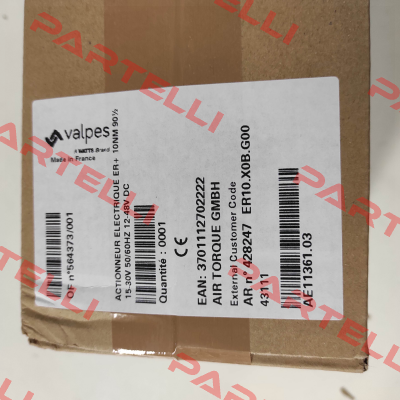 valpes
A WATTS Brand
Made in France
OF n°564373/001
ACTIONNEUR ELECTRIQUE ER+ 10NM 90°
15-30V 50/60HZ 12-48V DC
Quantité : 0001
CE
EAN: 3701112702222
AIR TORQUE GMBH
External Customer Code
AR n° 428247 ER10.X0B.G00
43111
AE11361.03
PARTELLI
PARTELLI
PARTELLI
PARTELLI
PARTELLI